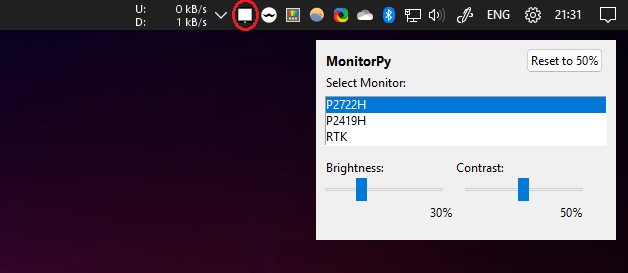 U: 0 kB/s
D: 1 kB/s
ENG
21:31
MonitorPy
Reset to 50%
Select Monitor:
P2722H
P2419H
RTK
Brightness: Contrast:
30% 50%